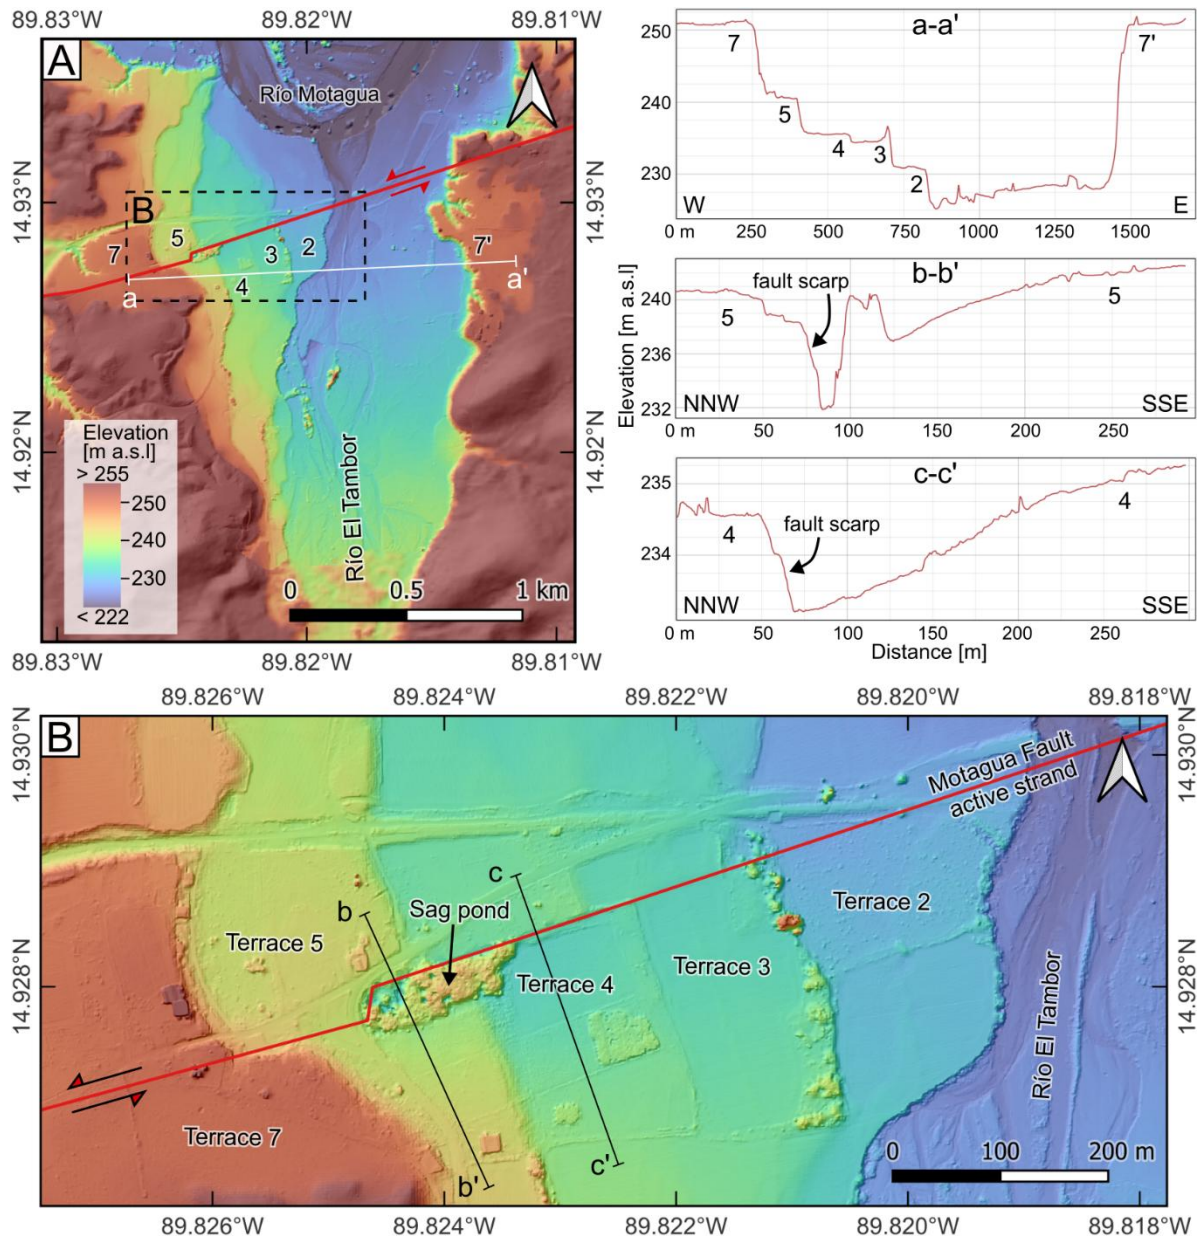 89.83°W 89.82°W 89.81°W
A
Río Motagua
14.93°N
14.93°N
B
7
5
3
2
7'
4
a
a'
14.92°N
14.92°N
Elevation
[m a.s.l]
> 255
250
240
230
< 222
Río El Tambor
0 0.5 1 km
89.83°W 89.82°W 89.81°W
a-a'
250
240
230
7
5
4
3
2
7'
W E
0 m 250 500 750 1000 1250 1500
b-b'
fault scarp
240
236
232
5
5
NNW SSE
0 m 50 100 150 200 250
Elevation [m a.s.l]
c-c'
fault scarp
235
234
4
4
NNW SSE
0 m 50 100 150 200 250
Distance [m]
89.826°W 89.824°W 89.822°W 89.820°W 89.818°W
B
14.930°N
14.930°N
Motagua Fault
active strand
c
b
Sag pond
Terrace 5
Terrace 4
Terrace 3
Terrace 2
14.928°N
14.928°N
Río El Tambor
Terrace 7
c'
b'
0 100 200 m
89.826°W 89.824°W 89.822°W 89.820°W 89.818°W